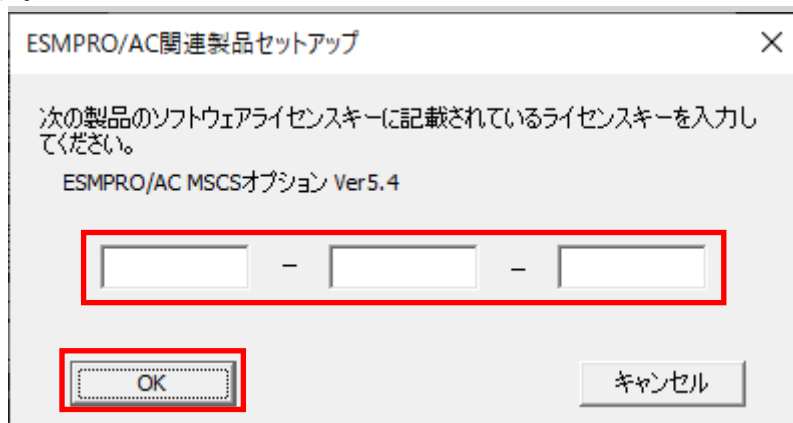 ESMPRO/AC関連製品セットアップ
次の製品のソフトウェアライセンスキーに記載されているライセンスキーを入力し
てください。
ESMPRO/AC MSCSオプション Ver5.4
– – 
OK キャンセル